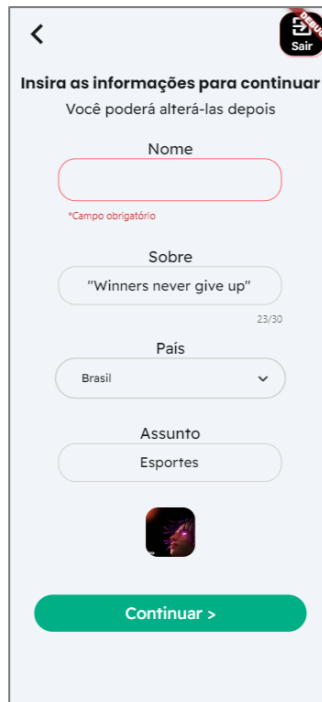 DEBUG
Sair
Insira as informações para continuar
Você poderá alterá-las depois
Nome
*Campo obrigatório
Sobre
"Winners never give up"
23/30
País
Brasil
Assunto
Esportes
Continuar >